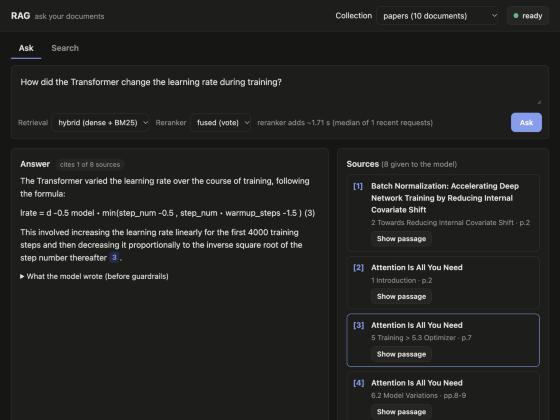 RAG ask your documents
Collection papers (10 documents) ready
Ask Search
How did the Transformer change the learning rate during training?
Retrieval hybrid (dense + BM25) Reranker fused (vote) reranker adds ~1.71 s (median of 1 recent requests) Ask
Answer cites 1 of 8 sources
The Transformer varied the learning rate over the course of training, following
the formula:
lrate = d -0.5 model • min(step_num -0.5 , step_num • warmup_steps -1.5 ) (3)
This involved increasing the learning rate linearly for the first 4000 training
steps and then decreasing it proportionally to the inverse square root of the
step number thereafter 3 .
What the model wrote (before guardrails)
Sources (8 given to the model)
[1] Batch Normalization: Accelerating Deep
Network Training by Reducing Internal
Covariate Shift
2 Towards Reducing Internal Covariate Shift · p.2
Show passage
[2] Attention Is All You Need
1 Introduction · p.2
Show passage
[3] Attention Is All You Need
5 Training > 5.3 Optimizer · p.7
Show passage
[4] Attention Is All You Need
6.2 Model Variations · pp.8-9
Show passage